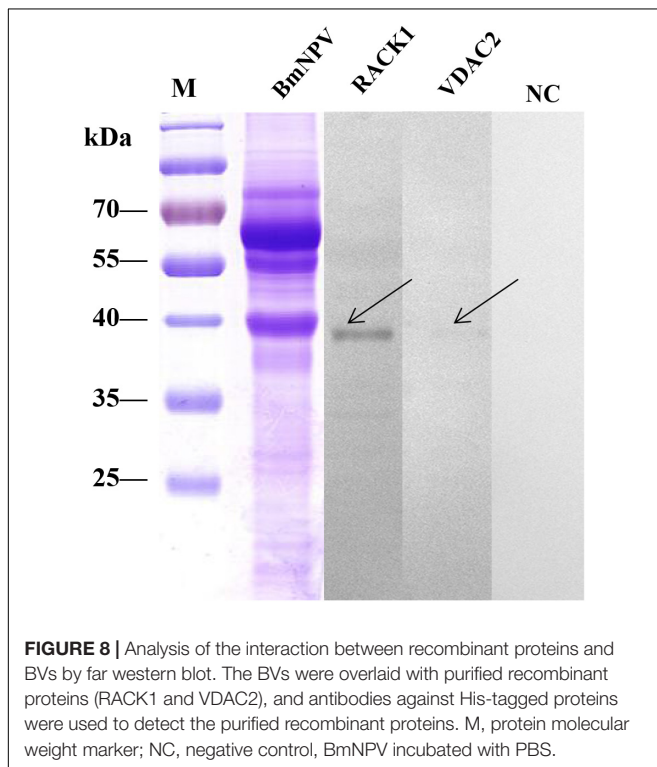 M BmNPV RACK1 VDAC2 NC
kDa
70—
55—
40—
35—
25—
FIGURE 8 | Analysis of the interaction between recombinant proteins and
BVs by far western blot. The BVs were overlaid with purified recombinant
proteins (RACK1 and VDAC2), and antibodies against His-tagged proteins
were used to detect the purified recombinant proteins. M, protein molecular
weight marker; NC, negative control, BmNPV incubated with PBS.